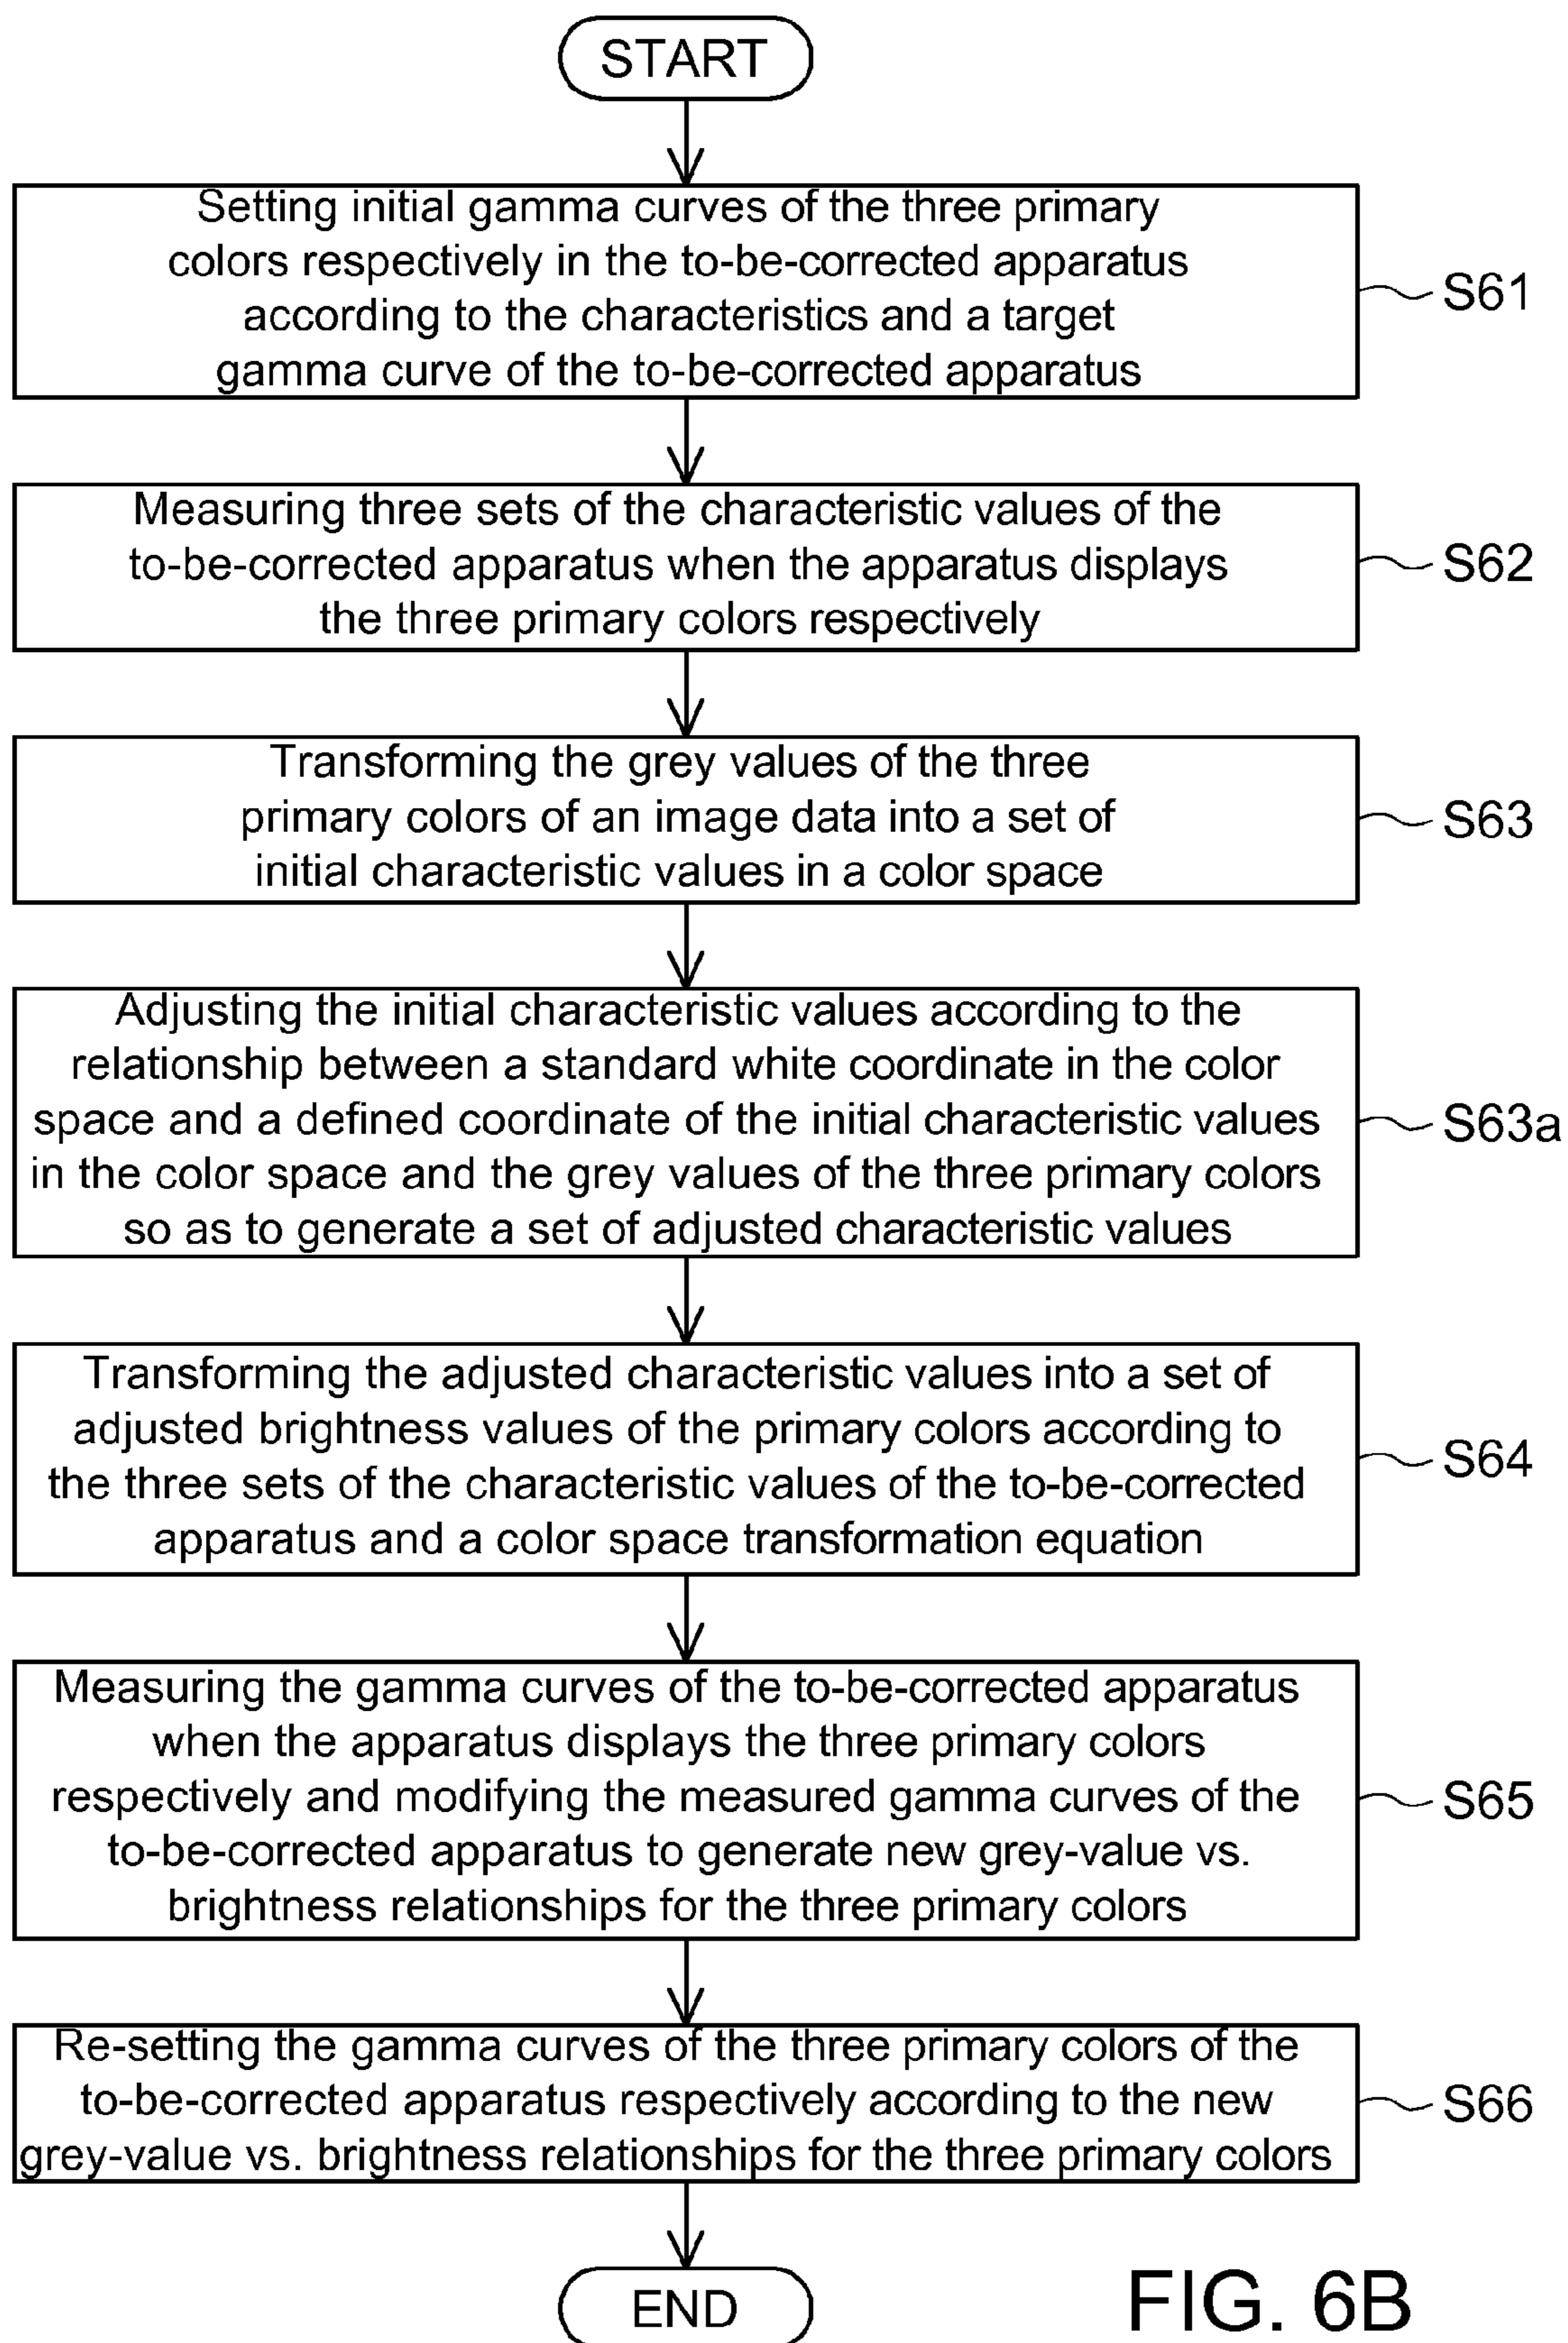 START
Setting initial gamma curves of the three primary
colors respectively in the to-be-corrected apparatus
according to the characteristics and a target
gamma curve of the to-be-corrected apparatus
S61
Measuring three sets of the characteristic values of the
to-be-corrected apparatus when the apparatus displays
the three primary colors respectively
S62
Transforming the grey values of the three
primary colors of an image data into a set of
initial characteristic values in a color space
S63
Adjusting the initial characteristic values according to the
relationship between a standard white coordinate in the color
space and a defined coordinate of the initial characteristic values
in the color space and the grey values of the three primary colors
so as to generate a set of adjusted characteristic values
S63a
Transforming the adjusted characteristic values into a set of
adjusted brightness values of the primary colors according to
the three sets of the characteristic values of the to-be-corrected
apparatus and a color space transformation equation
S64
Measuring the gamma curves of the to-be-corrected apparatus
when the apparatus displays the three primary colors
respectively and modifying the measured gamma curves of the
to-be-corrected apparatus to generate new grey-value vs.
brightness relationships for the three primary colors
S65
Re-setting the gamma curves of the three primary colors of the
to-be-corrected apparatus respectively according to the new
grey-value vs. brightness relationships for the three primary colors
S66
END
FIG. 6B